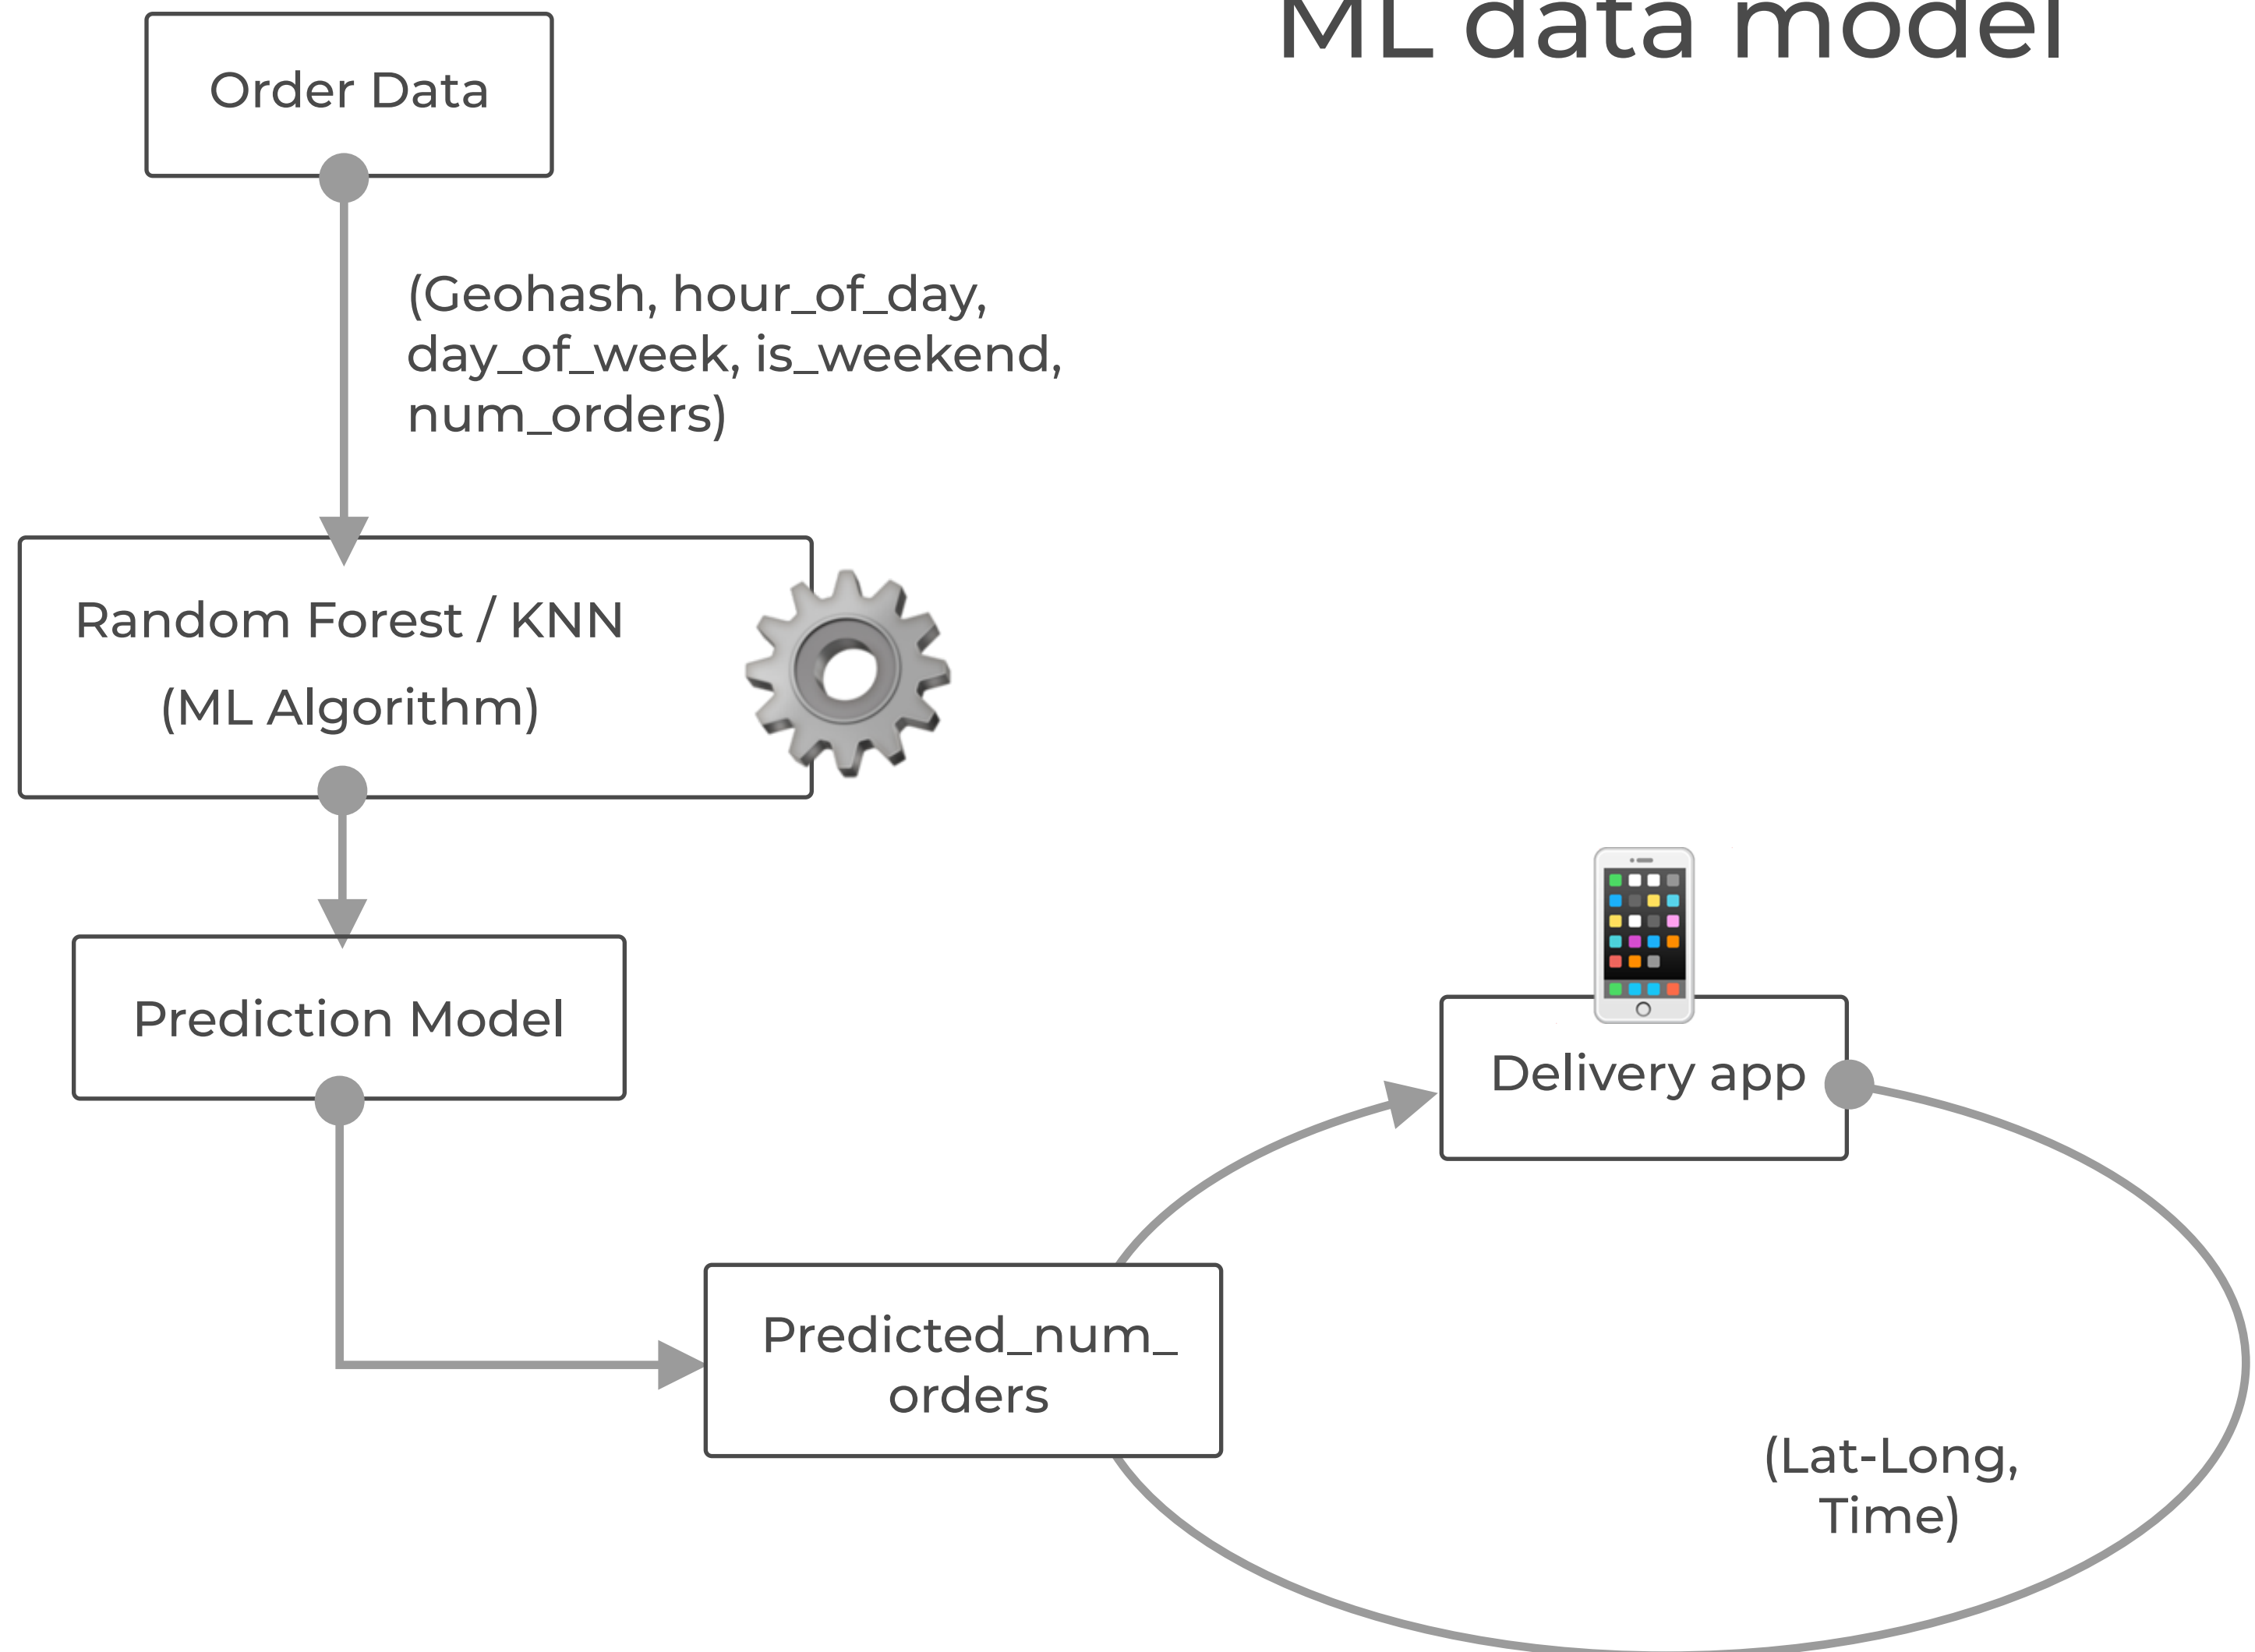 ML data model
Order Data
(Geohash, hour_of_day,
day_of_week, is_weekend,
num_orders)
Random Forest / KNN
(ML Algorithm)
Prediction Model
Delivery app
Predicted_num_
orders
(Lat-Long,
Time)